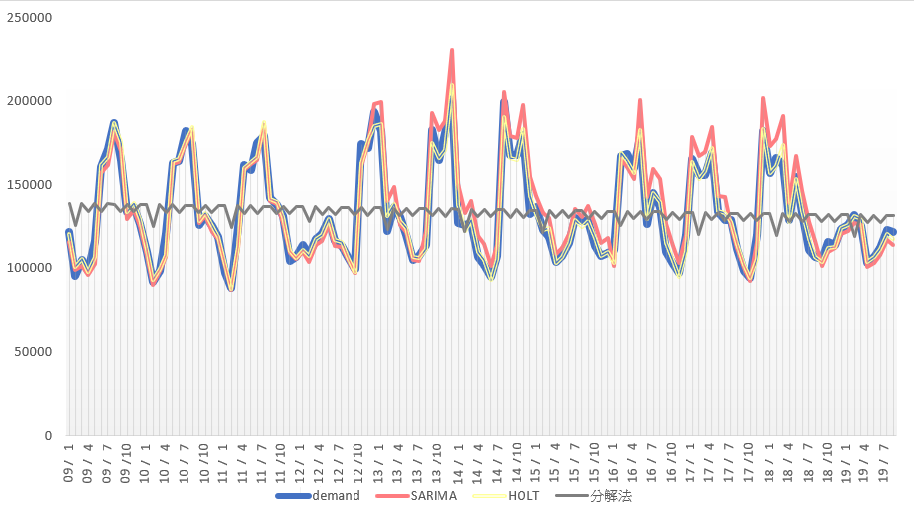 250000
200000
150000
100000
50000
0
09 / 1
09 / 4
09 / 7
09 /10
10 / 1
10 / 4
10 / 7
10 /10
11 / 1
11 / 4
11 / 7
11 /10
12 / 1
12 / 4
12 / 7
12 /10
13 / 1
13 / 4
13 / 7
13 /10
14 / 1
14 / 4
14 / 7
14 /10
15 / 1
15 / 4
15 / 7
15 /10
16 / 1
16 / 4
16 / 7
16 /10
17 / 1
17 / 4
17 / 7
17 /10
18 / 1
18 / 4
18 / 7
18 /10
19 / 1
19 / 4
19 / 7
demand SARIMA HOLT 分解法